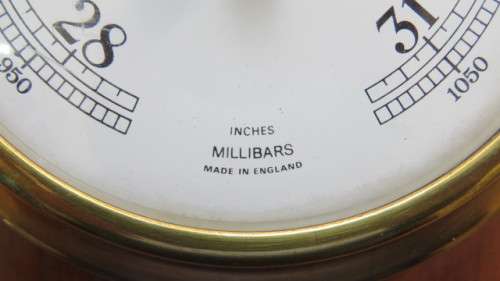 28
31
950
1050
INCHES
MILLIBARS
MADE IN ENGLAND